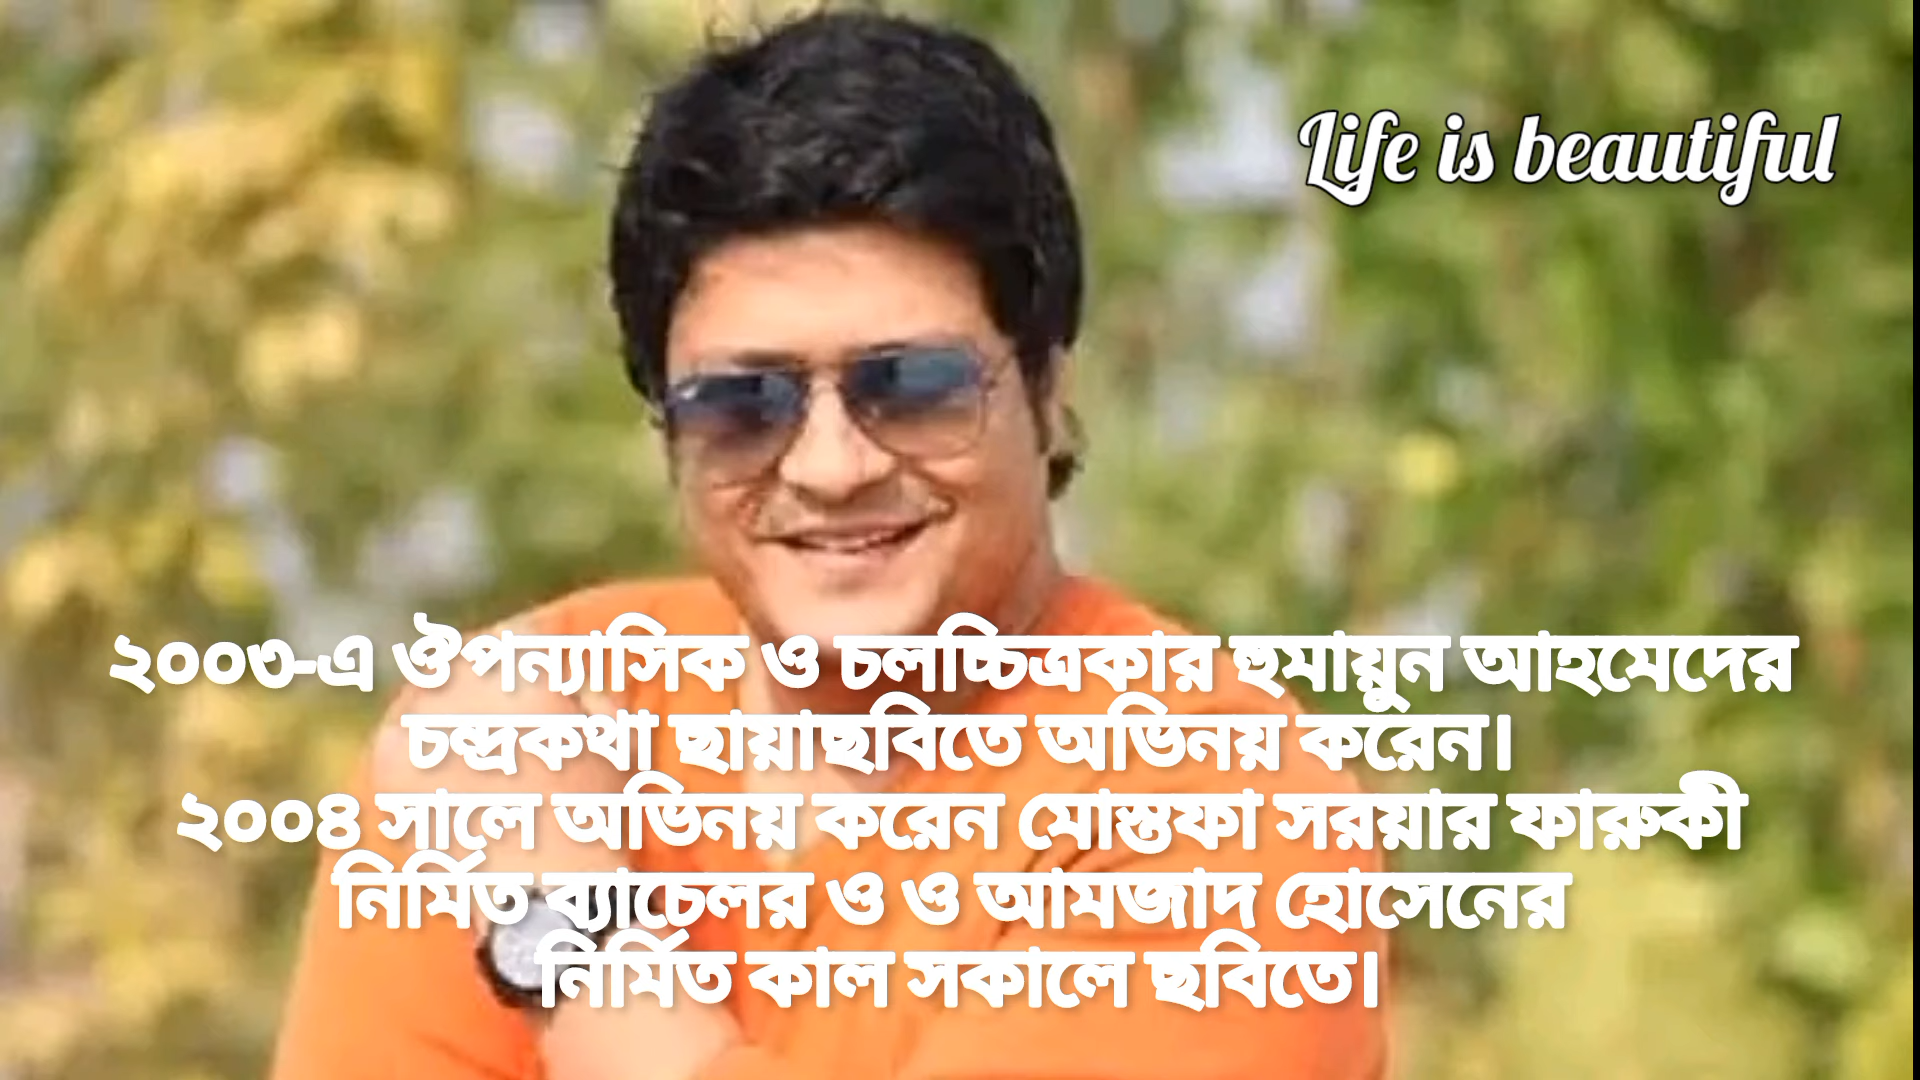 Life is beautiful
২০০৩-এ ঔপন্যাসিক ও চলচ্চিত্রকার হুমায়ুন আহমেদের
চন্দ্রকথা ছায়াছবিতে অভিনয় করেন।
২০০৪ সালে অভিনয় করেন মোস্তফা সরয়ার ফারুকী
নির্মিত ব্যাচেলর ও ও আমজাদ হোসেনের
নির্মিত কাল সকালে ছবিতে।